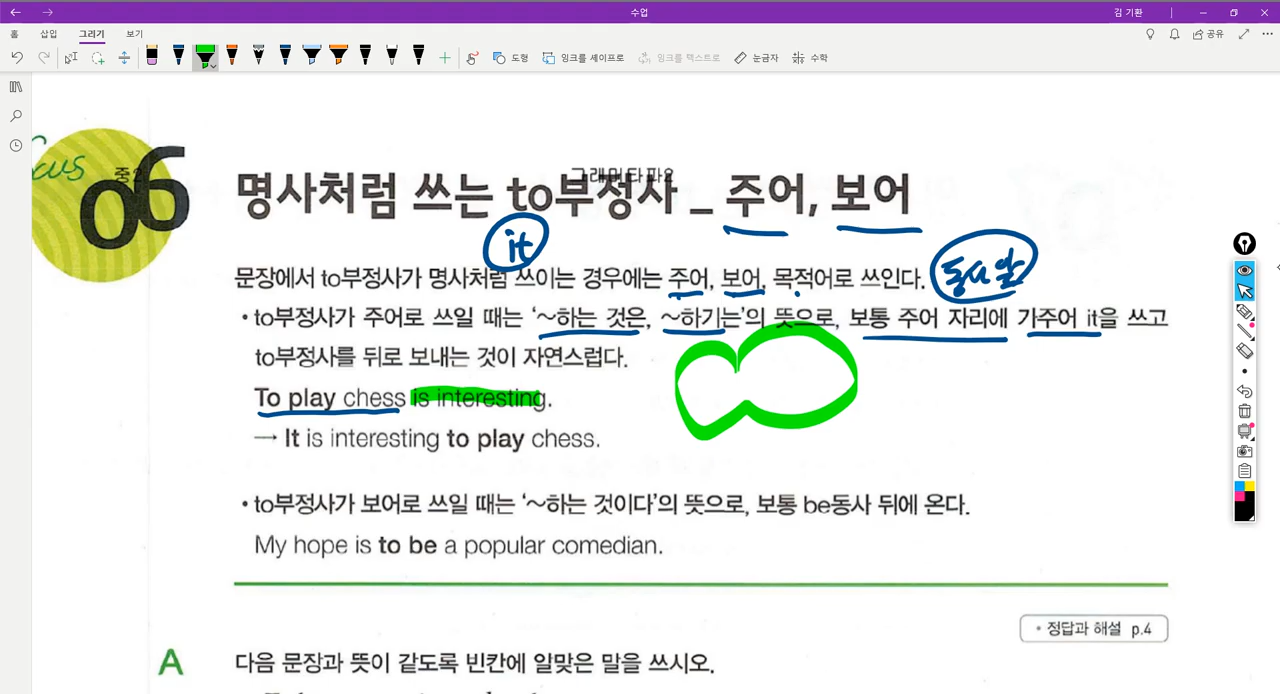 수업
김 기환
홈 삽입 그리기 보기
공유
도형 잉크를 셰이프로 잉크를 텍스트로 눈금자 수학
cus
중2
06
그래머 타파2
명사처럼 쓰는 to부정사 _ 주어, 보어
it
문장에서 to부정사가 명사처럼 쓰이는 경우에는 주어, 보어, 목적어로 쓰인다.
동사 앞
• to부정사가 주어로 쓰일 때는 ‘~하는 것은, ~하기는’의 뜻으로, 보통 주어 자리에 가주어 it을 쓰고
to부정사를 뒤로 보내는 것이 자연스럽다.
To play chess is interesting.
→ It is interesting to play chess.
• to부정사가 보어로 쓰일 때는 ‘~하는 것이다’의 뜻으로, 보통 be동사 뒤에 온다.
My hope is to be a popular comedian.
• 정답과 해설 p.4
A 다음 문장과 뜻이 같도록 빈칸에 알맞은 말을 쓰시오.